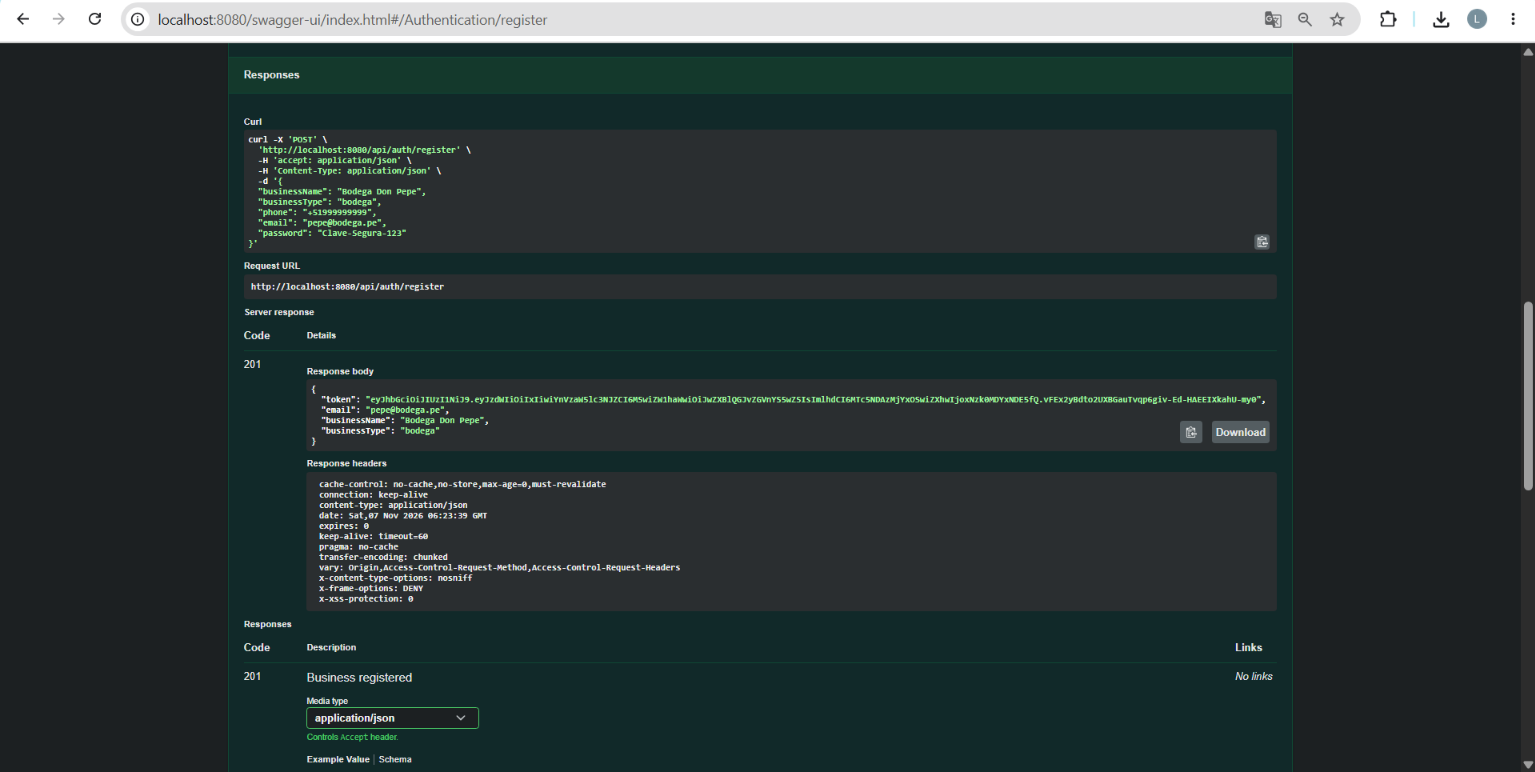 localhost:8080/swagger-ui/index.html#/Authentication/register
L
Responses
Curl
curl -X 'POST' \
  'http://localhost:8080/api/auth/register' \
  -H 'accept: application/json' \
  -H 'Content-Type: application/json' \
  -d '{
  "businessName": "Bodega Don Pepe",
  "businessType": "bodega",
  "phone": "+51999999999",
  "email": "pepe@bodega.pe",
  "password": "Clave-Segura-123"
}'
Request URL
http://localhost:8080/api/auth/register
Server response
Code Details
201
Response body
{
  "token":
  "email": "pepe@bodega.pe",
  "businessName": "Bodega Don Pepe",
  "businessType": "bodega"
}
Download
Response headers
cache-control: no-cache,no-store,max-age=0,must-revalidate
connection: keep-alive
content-type: application/json
date: Sat,07 Nov 2026 06:23:39 GMT
expires: 0
keep-alive: timeout=60
pragma: no-cache
transfer-encoding: chunked
vary: Origin,Access-Control-Request-Method,Access-Control-Request-Headers
x-content-type-options: nosniff
x-frame-options: DENY
x-xss-protection: 0
Responses
Code Description Links
201 Business registered No links
Media type
application/json
Controls Accept header.
Example Value | Schema